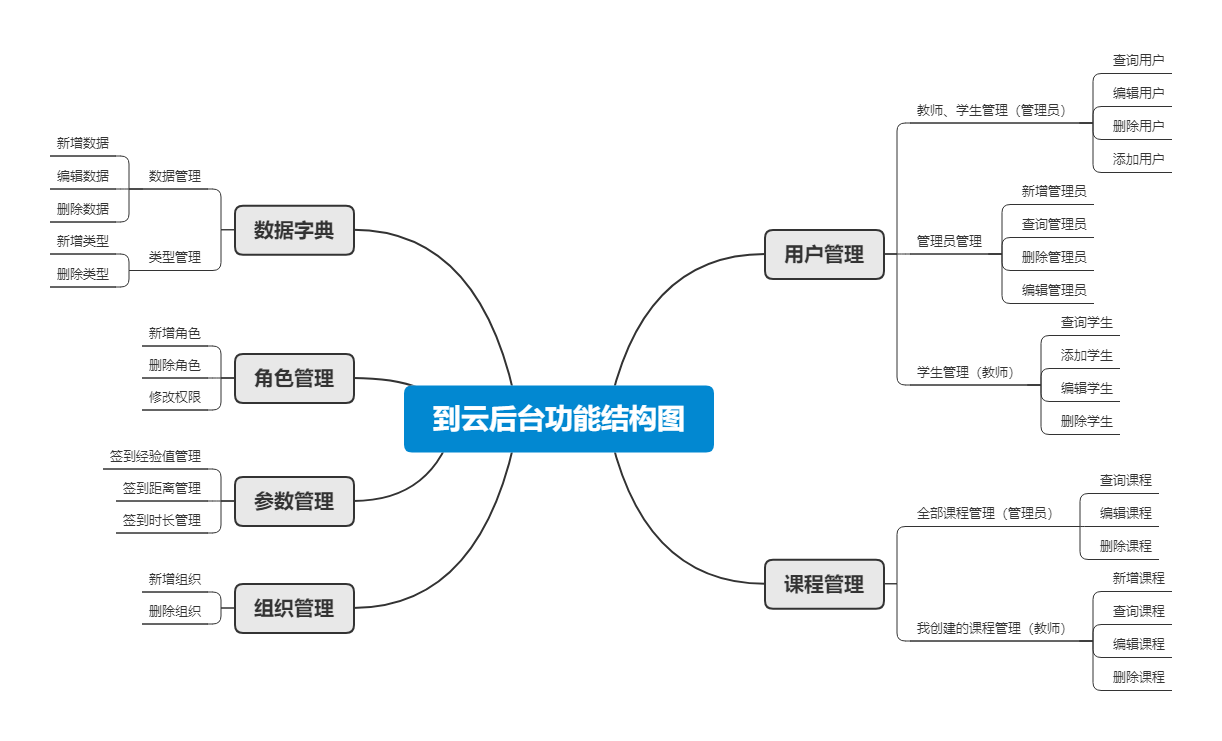 到云后台功能结构图
用户管理
教师、学生管理（管理员）
查询用户
编辑用户
删除用户
添加用户
管理员管理
新增管理员
查询管理员
删除管理员
编辑管理员
学生管理（教师）
查询学生
添加学生
编辑学生
删除学生
课程管理
全部课程管理（管理员）
查询课程
编辑课程
删除课程
我创建的课程管理（教师）
新增课程
查询课程
编辑课程
删除课程
数据字典
数据管理
新增数据
编辑数据
删除数据
类型管理
新增类型
删除类型
角色管理
新增角色
删除角色
修改权限
参数管理
签到经验值管理
签到距离管理
签到时长管理
组织管理
新增组织
删除组织